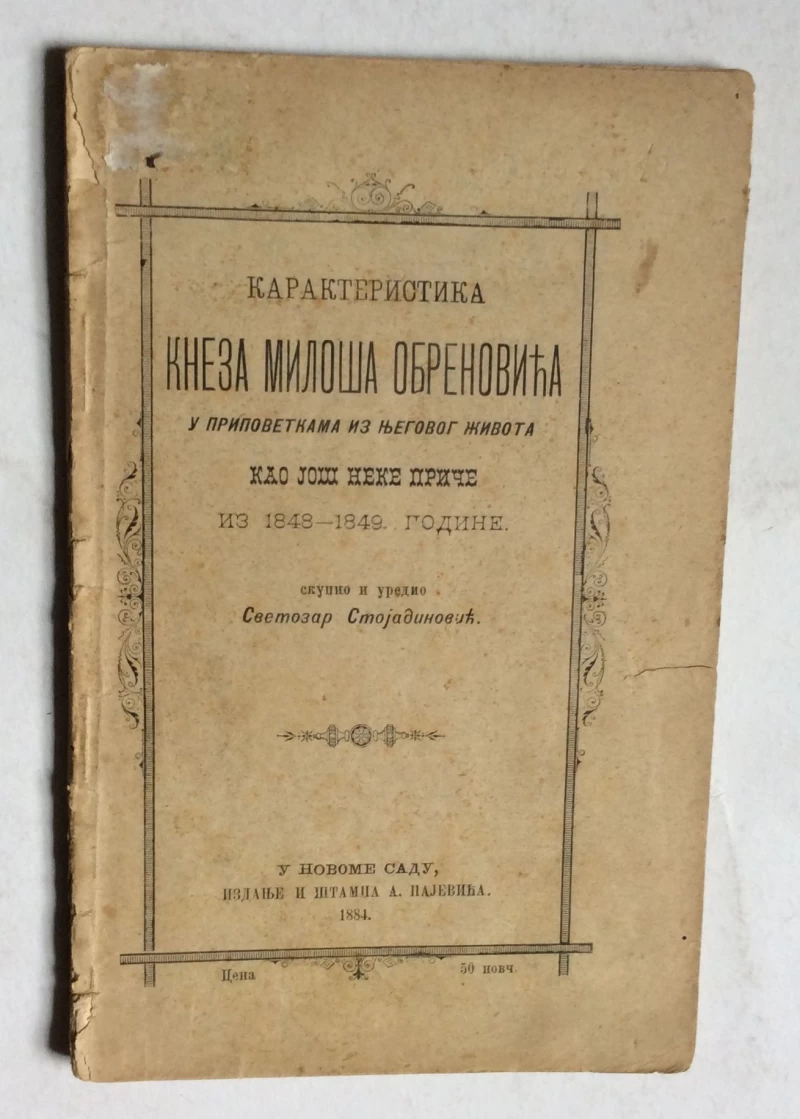 КАРАКТЕРИСТИКА
КНЕЗА МИЛОША ОБРЕНОВИЋА
У ПРИПОВЕТКАМА ИЗ ЊЕГОВОГ ЖИВОТА
КАО ЈОШ НЕКЕ ПРИЧЕ
ИЗ 1848—1849. ГОДИНЕ.
скупио и уредио
Светозар Стојадиновић.
У НОВОМЕ САДУ,
ИЗДАЊЕ И ШТАМПА А. ПАЈЕВИЋА.
1884.
Цена 50 новч.